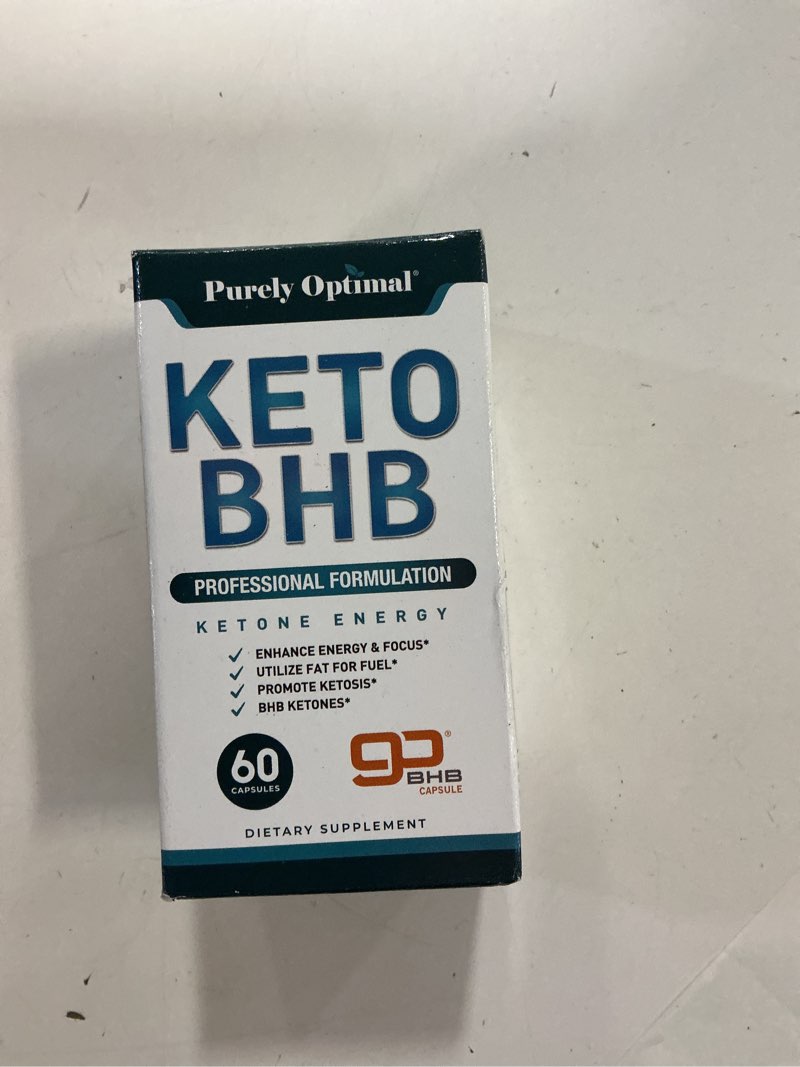 Purely Optimal®
KETO
BHB
PROFESSIONAL FORMULATION
KETONE ENERGY
✓ ENHANCE ENERGY & FOCUS*
✓ UTILIZE FAT FOR FUEL*
✓ PROMOTE KETOSIS*
✓ BHB KETONES*
60
CAPSULES
go®
BHB
CAPSULE
DIETARY SUPPLEMENT